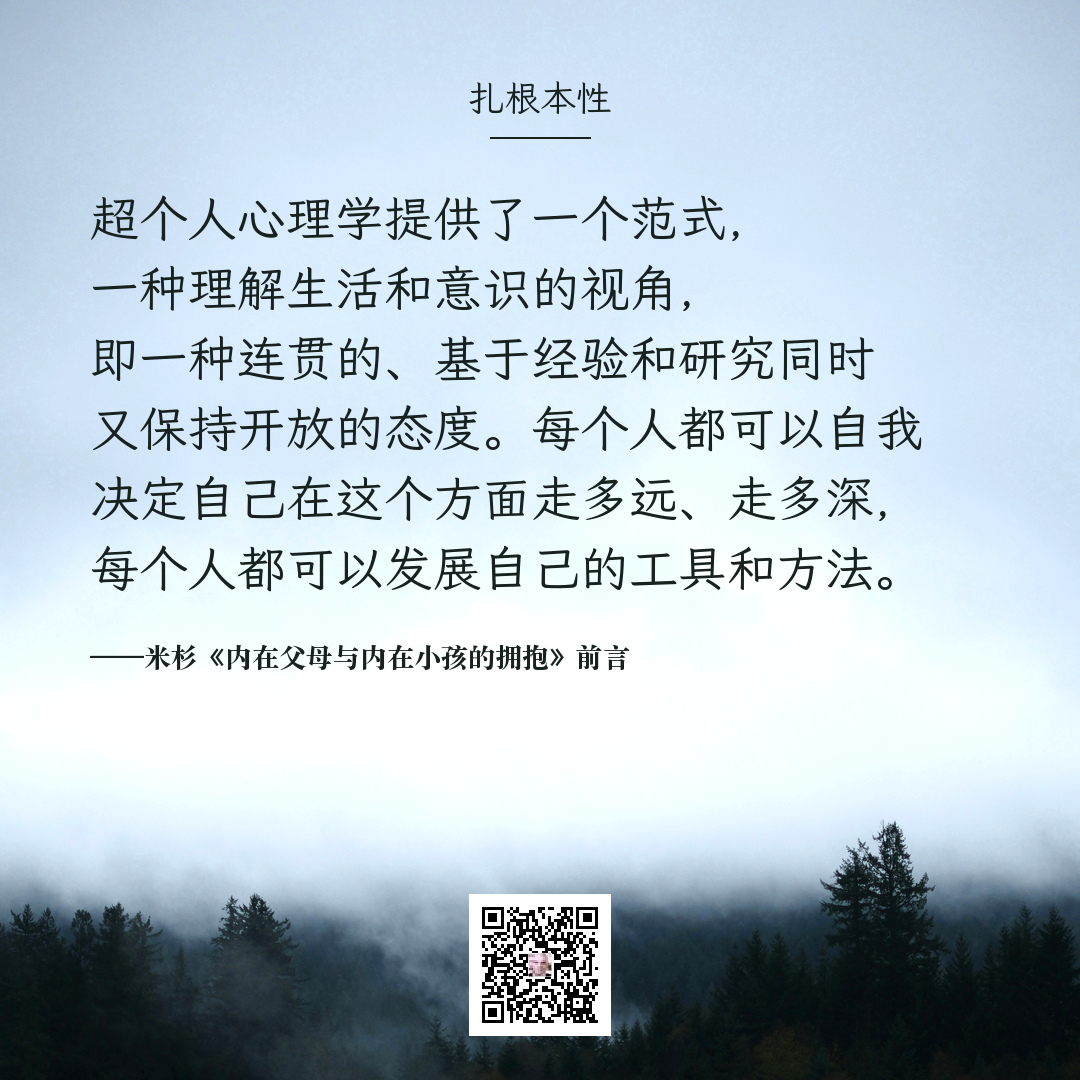 扎根本性
超个人心理学提供了一个范式,
一种理解生活和意识的视角,
即一种连贯的、基于经验和研究同时
又保持开放的态度。每个人都可以自我
决定自己在这个方面走多远、走多深,
每个人都可以发展自己的工具和方法。
——米杉《内在父母与内在小孩的拥抱》前言